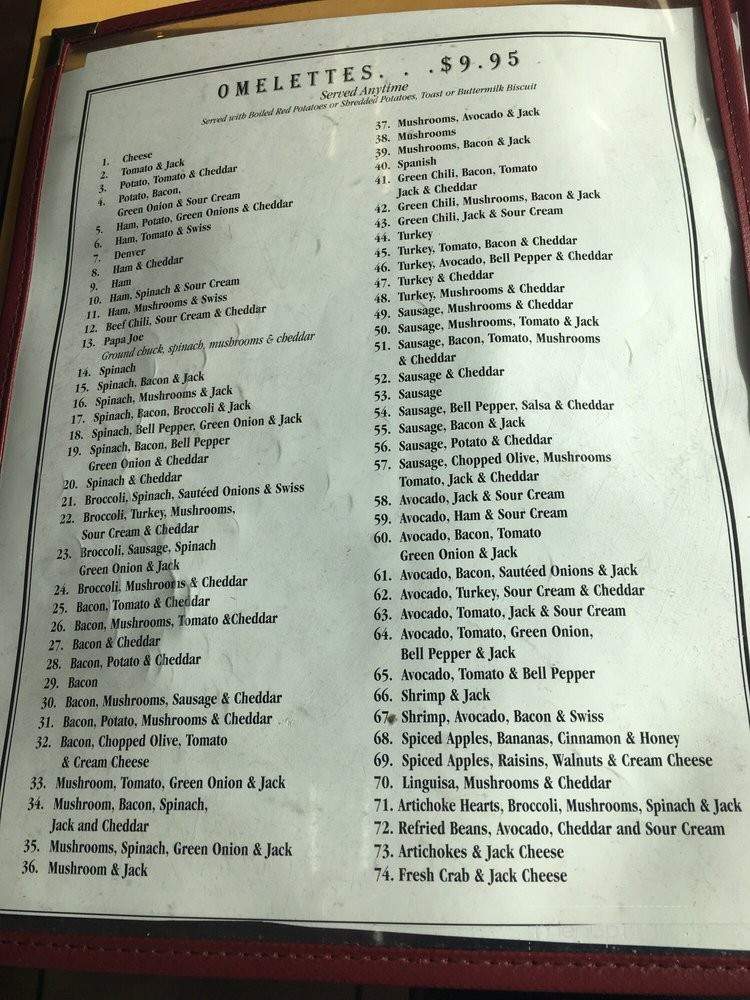 OMELETTES. . .$9.95
Served Anytime
Served with Boiled Red Potatoes or Shredded Potatoes, Toast or Buttermilk Biscuit
1. Cheese
2. Tomato & Jack
3. Potato, Tomato & Cheddar
4. Potato, Bacon,
Green Onion & Sour Cream
5. Ham, Potato, Green Onions & Cheddar
6. Ham, Tomato & Swiss
7. Denver
8. Ham & Cheddar
9. Ham
10. Ham, Spinach & Sour Cream
11. Ham, Mushrooms & Swiss
12. Beef Chili, Sour Cream & Cheddar
13. Papa Joe
Ground chuck, spinach, mushrooms & cheddar
14. Spinach
15. Spinach, Bacon & Jack
16. Spinach, Mushrooms & Jack
17. Spinach, Bacon, Broccoli & Jack
18. Spinach, Bell Pepper, Green Onion & Jack
19. Spinach, Bacon, Bell Pepper
Green Onion & Cheddar
20. Spinach & Cheddar
21. Broccoli, Spinach, Sautéed Onions & Swiss
22. Broccoli, Turkey, Mushrooms,
Sour Cream & Cheddar
23. Broccoli, Sausage, Spinach
Green Onion & Jack
24. Broccoli, Mushrooms & Cheddar
25. Bacon, Tomato & Cheddar
26. Bacon, Mushrooms, Tomato &Cheddar
27. Bacon & Cheddar
28. Bacon, Potato & Cheddar
29. Bacon
30. Bacon, Mushrooms, Sausage & Cheddar
31. Bacon, Potato, Mushrooms & Cheddar
32. Bacon, Chopped Olive, Tomato
& Cream Cheese
33. Mushroom, Tomato, Green Onion & Jack
34. Mushroom, Bacon, Spinach,
Jack and Cheddar
35. Mushrooms, Spinach, Green Onion & Jack
36. Mushroom & Jack
37. Mushrooms, Avocado & Jack
38. Mushrooms
39. Mushrooms, Bacon & Jack
40. Spanish
41. Green Chili, Bacon, Tomato
Jack & Cheddar
42. Green Chili, Mushrooms, Bacon & Jack
43. Green Chili, Jack & Sour Cream
44. Turkey
45. Turkey, Tomato, Bacon & Cheddar
46. Turkey, Avocado, Bell Pepper & Cheddar
47. Turkey & Cheddar
48. Turkey, Mushrooms & Cheddar
49. Sausage, Mushrooms & Cheddar
50. Sausage, Mushrooms, Tomato & Jack
51. Sausage, Bacon, Tomato, Mushrooms
& Cheddar
52. Sausage & Cheddar
53. Sausage
54. Sausage, Bell Pepper, Salsa & Cheddar
55. Sausage, Bacon & Jack
56. Sausage, Potato & Cheddar
57. Sausage, Chopped Olive, Mushrooms
Tomato, Jack & Cheddar
58. Avocado, Jack & Sour Cream
59. Avocado, Ham & Sour Cream
60. Avocado, Bacon, Tomato
Green Onion & Jack
61. Avocado, Bacon, Sautéed Onions & Jack
62. Avocado, Turkey, Sour Cream & Cheddar
63. Avocado, Tomato, Jack & Sour Cream
64. Avocado, Tomato, Green Onion,
Bell Pepper & Jack
65. Avocado, Tomato & Bell Pepper
66. Shrimp & Jack
67. Shrimp, Avocado, Bacon & Swiss
68. Spiced Apples, Bananas, Cinnamon & Honey
69. Spiced Apples, Raisins, Walnuts & Cream Cheese
70. Linguisa, Mushrooms & Cheddar
71. Artichoke Hearts, Broccoli, Mushrooms, Spinach & Jack
72. Refried Beans, Avocado, Cheddar and Sour Cream
73. Artichokes & Jack Cheese
74. Fresh Crab & Jack Cheese